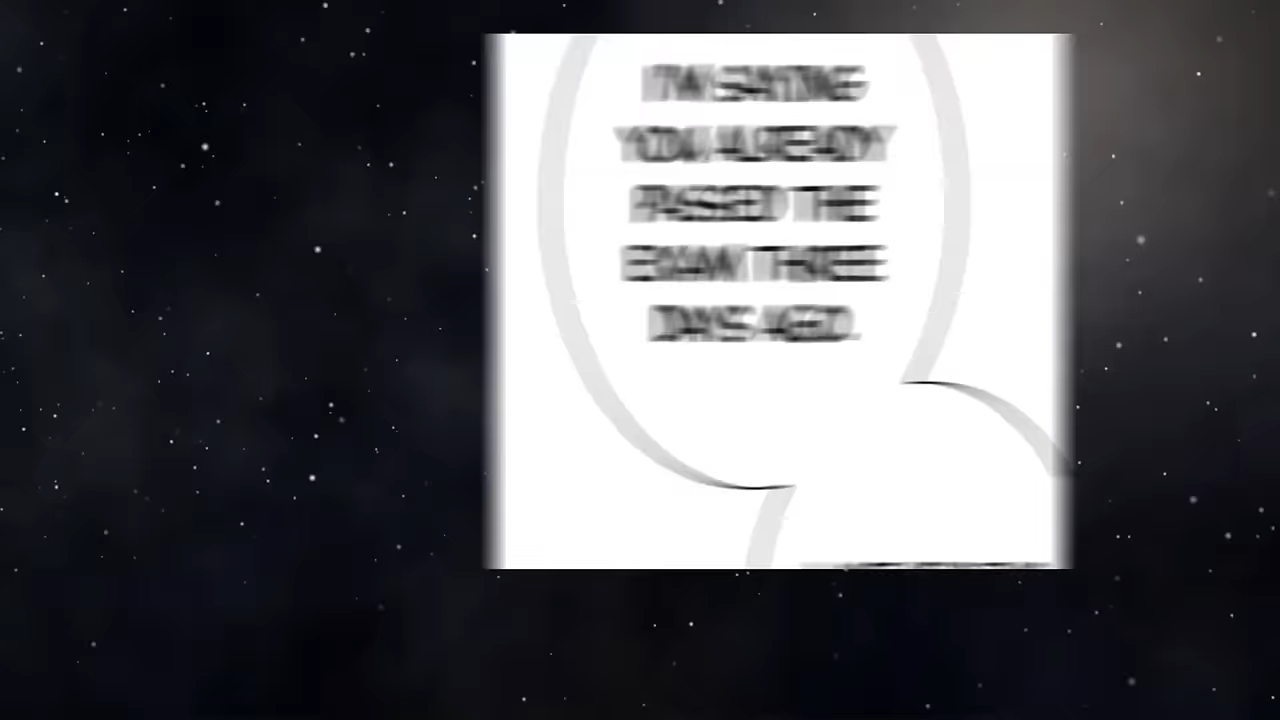 I'M SAYING
YOU ALREADY
PASSED THE
EXAM THREE
DAYS AGO.